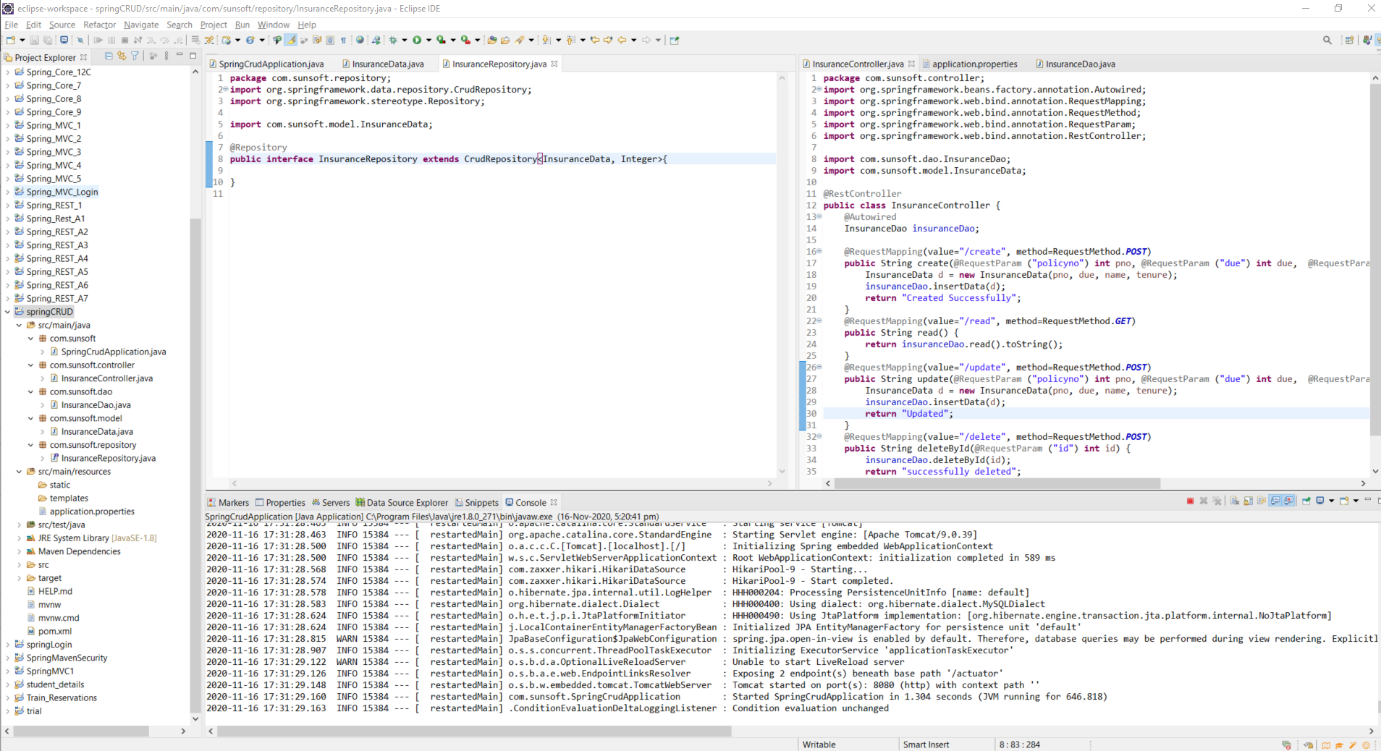 eclipse-workspace - springCRUD/src/main/java/com/sunsoft/repository/InsuranceRepository.java - Eclipse IDE
File Edit Source Refactor Navigate Search Project Run Window Help
Project Explorer
Spring_Core_12C
Spring_Core_7
Spring_Core_8
Spring_Core_9
Spring_MVC_1
Spring_MVC_2
Spring_MVC_3
Spring_MVC_4
Spring_MVC_5
Spring_MVC_Login
Spring_REST_1
Spring_Rest_A1
Spring_REST_A2
Spring_REST_A3
Spring_REST_A4
Spring_REST_A5
Spring_REST_A6
Spring_REST_A7
springCRUD
src/main/java
com.sunsoft
SpringCrudApplication.java
com.sunsoft.controller
InsuranceController.java
com.sunsoft.dao
InsuranceDao.java
com.sunsoft.model
InsuranceData.java
com.sunsoft.repository
InsuranceRepository.java
src/main/resources
static
templates
application.properties
src/test/java
JRE System Library [JavaSE-1.8]
Maven Dependencies
src
target
HELP.md
mvnw
mvnw.cmd
pom.xml
springLogin
SpringMavenSecurity
SpringMVC1
student_details
Train_Reservations
trial
SpringCrudApplication.java InsuranceData.java InsuranceRepository.java
1 package com.sunsoft.repository;
2 import org.springframework.data.repository.CrudRepository;
3 import org.springframework.stereotype.Repository;
4
5 import com.sunsoft.model.InsuranceData;
6
7 @Repository
8 public interface InsuranceRepository extends CrudRepository<InsuranceData, Integer>{
9
10 }
11
InsuranceController.java application.properties InsuranceDao.java
1 package com.sunsoft.controller;
2 import org.springframework.beans.factory.annotation.Autowired;
3 import org.springframework.web.bind.annotation.RequestMapping;
4 import org.springframework.web.bind.annotation.RequestMethod;
5 import org.springframework.web.bind.annotation.RequestParam;
6 import org.springframework.web.bind.annotation.RestController;
7
8 import com.sunsoft.dao.InsuranceDao;
9 import com.sunsoft.model.InsuranceData;
10
11 @RestController
12 public class InsuranceController {
13 @Autowired
14 InsuranceDao insuranceDao;
15
16 @RequestMapping(value="/create", method=RequestMethod.POST)
17 public String create(@RequestParam ("policyno") int pno, @RequestParam ("due") int due, @RequestPara
18 InsuranceData d = new InsuranceData(pno, due, name, tenure);
19 insuranceDao.insertData(d);
20 return "Created Successfully";
21 }
22 @RequestMapping(value="/read", method=RequestMethod.GET)
23 public String read() {
24 return insuranceDao.read().toString();
25 }
26 @RequestMapping(value="/update", method=RequestMethod.POST)
27 public String update(@RequestParam ("policyno") int pno, @RequestParam ("due") int due, @RequestPara
28 InsuranceData d = new InsuranceData(pno, due, name, tenure);
29 insuranceDao.insertData(d);
30 return "Updated";
31 }
32 @RequestMapping(value="/delete", method=RequestMethod.POST)
33 public String deleteById(@RequestParam ("id") int id) {
34 insuranceDao.deleteById(id);
35 return "successfully deleted";
Markers Properties Servers Data Source Explorer Snippets Console
SpringCrudApplication [Java Application] C:\Program Files\Java\jre1.8.0_271\bin\javaw.exe (16-Nov-2020, 5:20:41 pm)
2020-11-16 17:31:28.463 INFO 15384 --- [ restartedMain] o.apache.catalina.core.StandardService : Starting service [Tomcat]
2020-11-16 17:31:28.463 INFO 15384 --- [ restartedMain] org.apache.catalina.core.StandardEngine : Starting Servlet engine: [Apache Tomcat/9.0.39]
2020-11-16 17:31:28.500 INFO 15384 --- [ restartedMain] o.a.c.c.C.[Tomcat].[localhost].[/] : Initializing Spring embedded WebApplicationContext
2020-11-16 17:31:28.500 INFO 15384 --- [ restartedMain] w.s.c.ServletWebServerApplicationContext : Root WebApplicationContext: initialization completed in 589 ms
2020-11-16 17:31:28.568 INFO 15384 --- [ restartedMain] com.zaxxer.hikari.HikariDataSource : HikariPool-9 - Starting...
2020-11-16 17:31:28.574 INFO 15384 --- [ restartedMain] com.zaxxer.hikari.HikariDataSource : HikariPool-9 - Start completed.
2020-11-16 17:31:28.578 INFO 15384 --- [ restartedMain] o.hibernate.jpa.internal.util.LogHelper : HHH000204: Processing PersistenceUnitInfo [name: default]
2020-11-16 17:31:28.583 INFO 15384 --- [ restartedMain] org.hibernate.dialect.Dialect : HHH000400: Using dialect: org.hibernate.dialect.MySQLDialect
2020-11-16 17:31:28.624 INFO 15384 --- [ restartedMain] o.h.e.t.j.p.i.JtaPlatformInitiator : HHH000490: Using JtaPlatform implementation: [org.hibernate.engine.transaction.jta.platform.internal.NoJtaPlatform]
2020-11-16 17:31:28.624 INFO 15384 --- [ restartedMain] j.LocalContainerEntityManagerFactoryBean : Initialized JPA EntityManagerFactory for persistence unit 'default'
2020-11-16 17:31:28.815 WARN 15384 --- [ restartedMain] JpaBaseConfiguration$JpaWebConfiguration : spring.jpa.open-in-view is enabled by default. Therefore, database queries may be performed during view rendering. Explicitl
2020-11-16 17:31:28.907 INFO 15384 --- [ restartedMain] o.s.s.concurrent.ThreadPoolTaskExecutor : Initializing ExecutorService 'applicationTaskExecutor'
2020-11-16 17:31:29.122 WARN 15384 --- [ restartedMain] o.s.b.d.a.OptionalLiveReloadServer : Unable to start LiveReload server
2020-11-16 17:31:29.126 INFO 15384 --- [ restartedMain] o.s.b.a.e.web.EndpointLinksResolver : Exposing 2 endpoint(s) beneath base path '/actuator'
2020-11-16 17:31:29.148 INFO 15384 --- [ restartedMain] o.s.b.w.embedded.tomcat.TomcatWebServer : Tomcat started on port(s): 8080 (http) with context path ''
2020-11-16 17:31:29.160 INFO 15384 --- [ restartedMain] com.sunsoft.SpringCrudApplication : Started SpringCrudApplication in 1.304 seconds (JVM running for 646.818)
2020-11-16 17:31:29.163 INFO 15384 --- [ restartedMain] .ConditionEvaluationDeltaLoggingListener : Condition evaluation unchanged
Writable Smart Insert 8 : 83 : 284